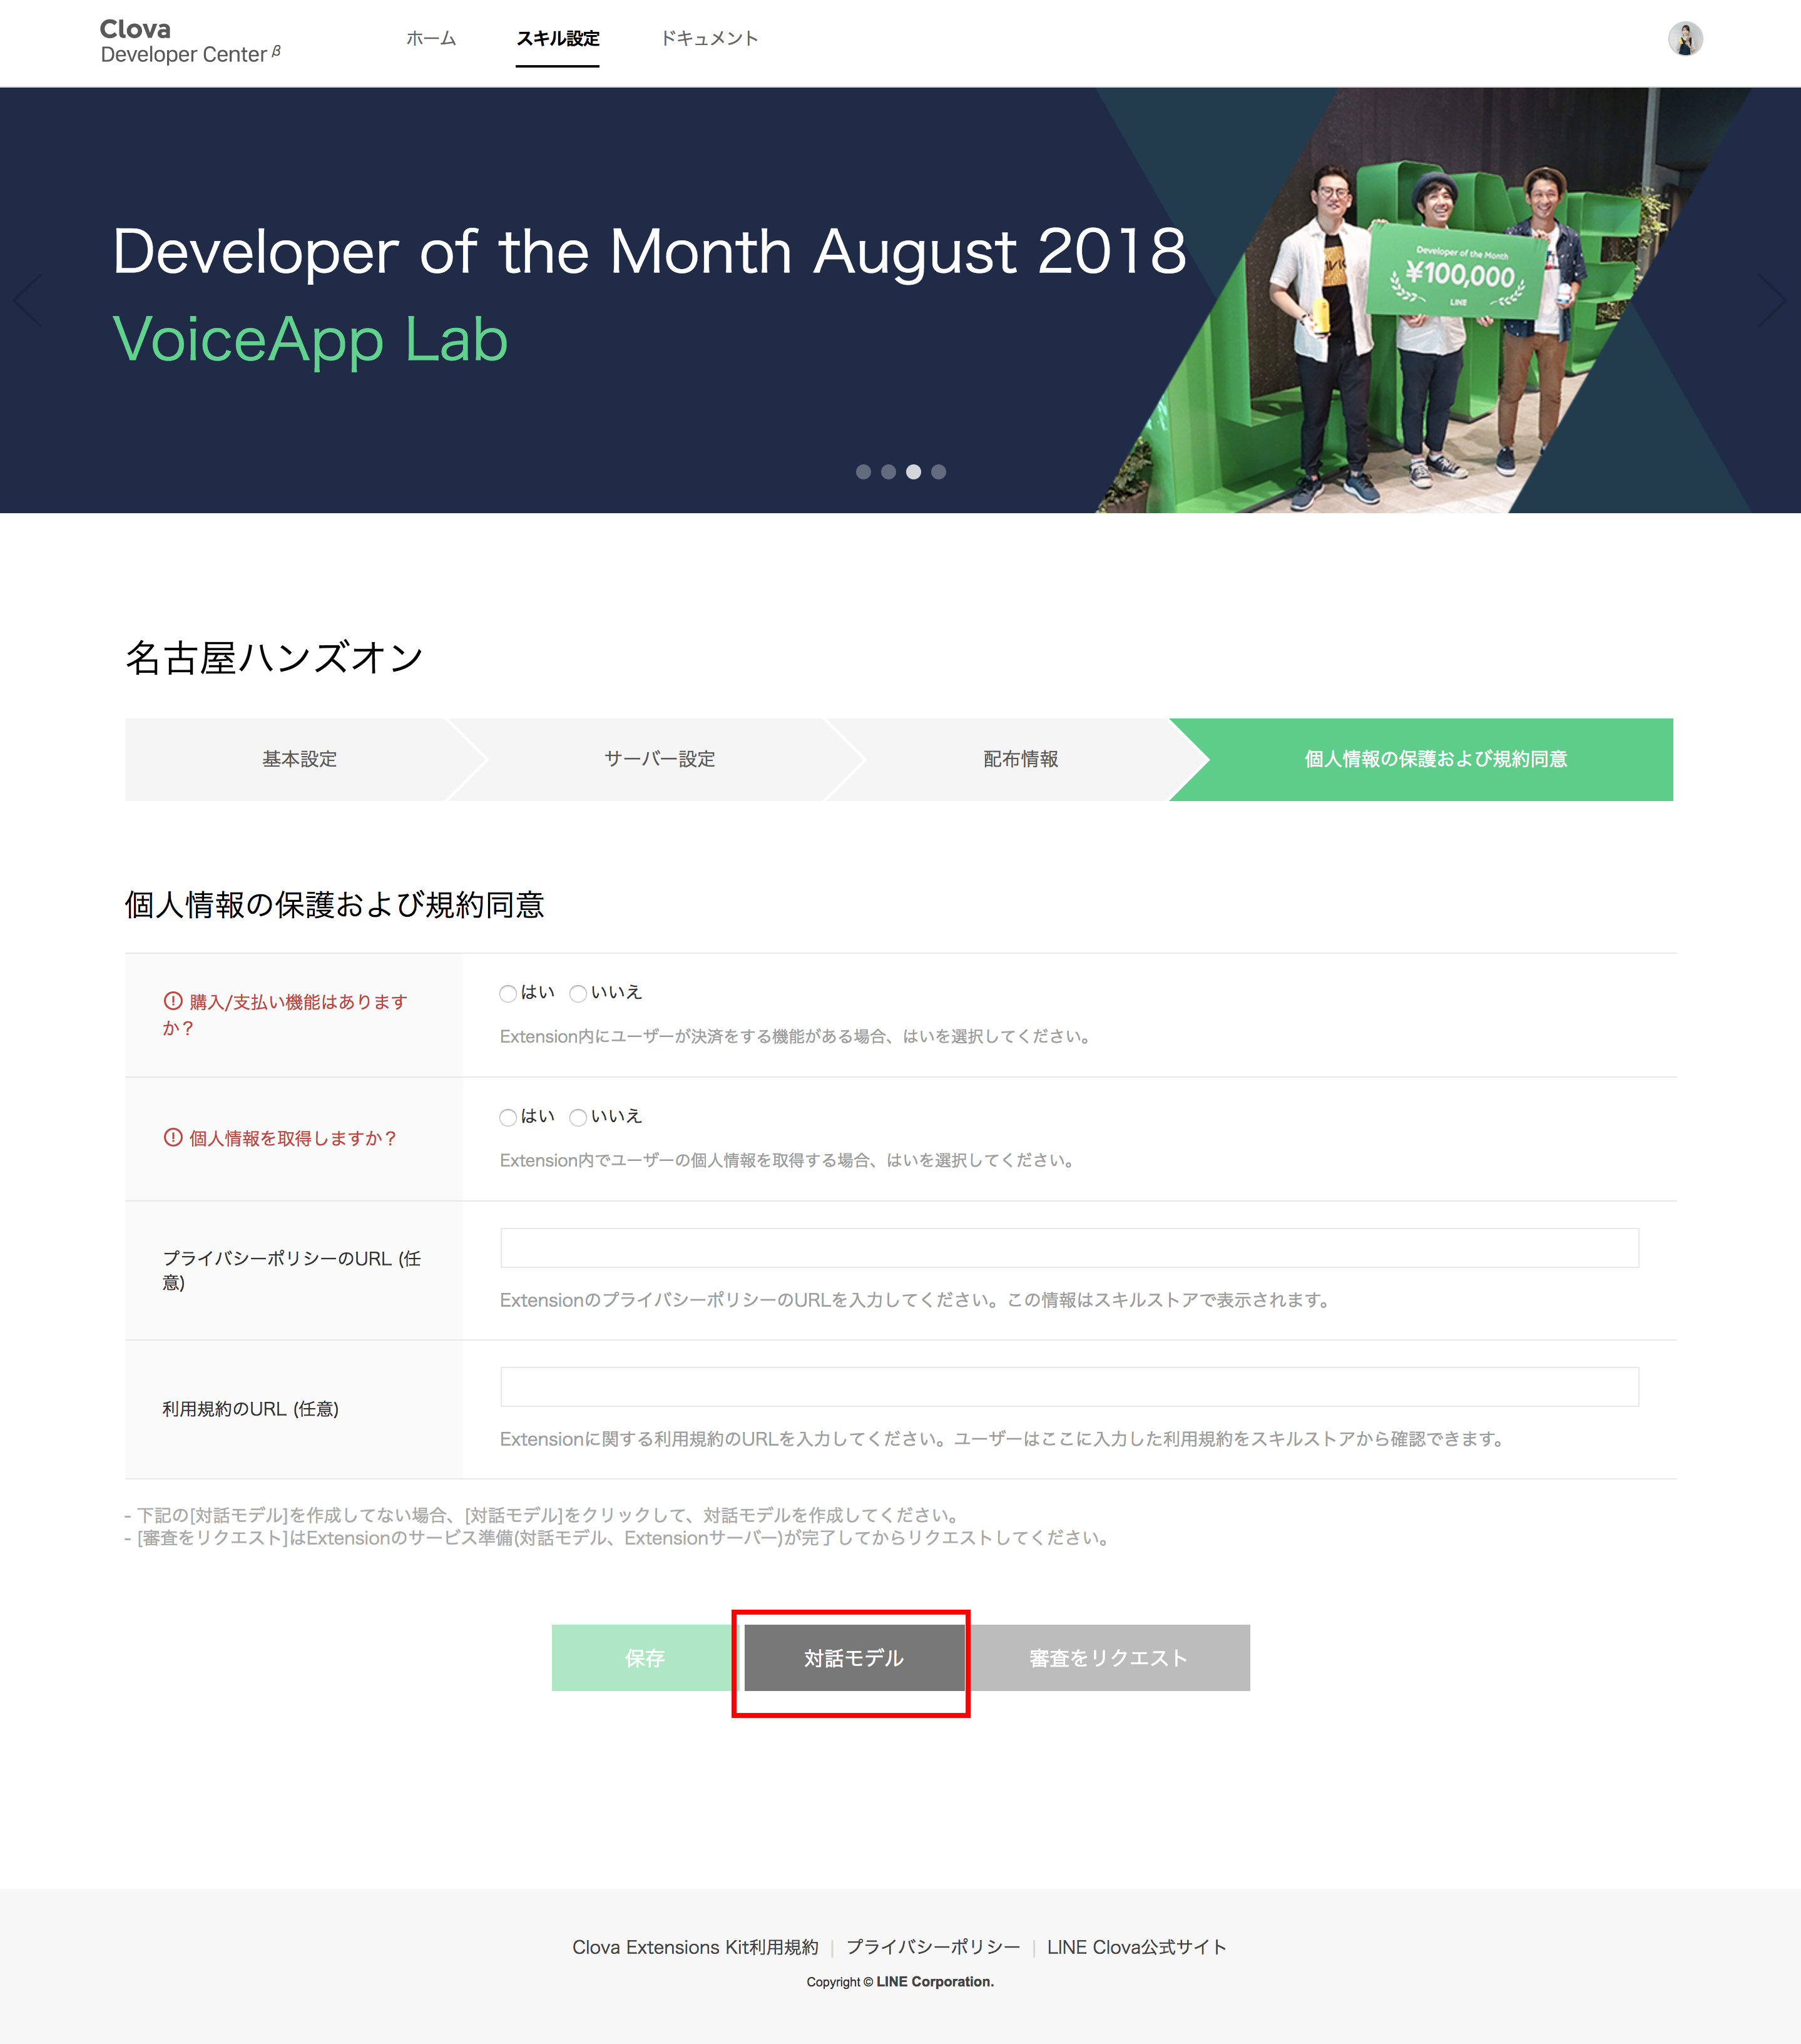 Clova
Developer Center β
ホーム
スキル設定
ドキュメント
Developer of the Month August 2018
VoiceApp Lab
Developer of the Month
¥100,000
LINE
名古屋ハンズオン
基本設定
サーバー設定
配布情報
個人情報の保護および規約同意
個人情報の保護および規約同意
購入/支払い機能はあります
か？
はい いいえ
Extension内にユーザーが決済をする機能がある場合、はいを選択してください。
個人情報を取得しますか？
はい いいえ
Extension内でユーザーの個人情報を取得する場合、はいを選択してください。
プライバシーポリシーのURL (任
意)
ExtensionのプライバシーポリシーのURLを入力してください。この情報はスキルストアで表示されます。
利用規約のURL (任意)
Extensionに関する利用規約のURLを入力してください。ユーザーはここに入力した利用規約をスキルストアから確認できます。
- 下記の[対話モデル]を作成してない場合、[対話モデル]をクリックして、対話モデルを作成してください。
- [審査をリクエスト]はExtensionのサービス準備(対話モデル、Extensionサーバー)が完了してからリクエストしてください。
保存
対話モデル
審査をリクエスト
Clova Extensions Kit利用規約 | プライバシーポリシー | LINE Clova公式サイト
Copyright © LINE Corporation.